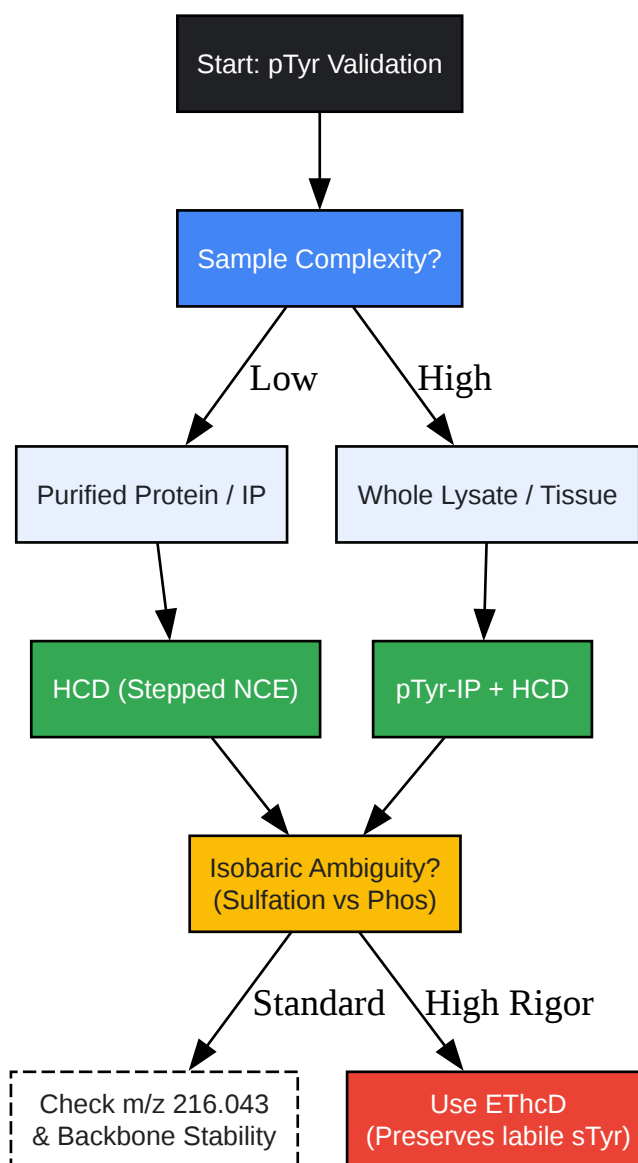 Start: pTyr Validation
Sample Complexity?
Low
High
Purified Protein / IP
Whole Lysate / Tissue
HCD (Stepped NCE)
pTyr-IP + HCD
Isobaric Ambiguity?
(Sulfation vs Phos)
Standard
High Rigor
Check m/z 216.043
& Backbone Stability
Use EThcD
(Preserves labile sTyr)